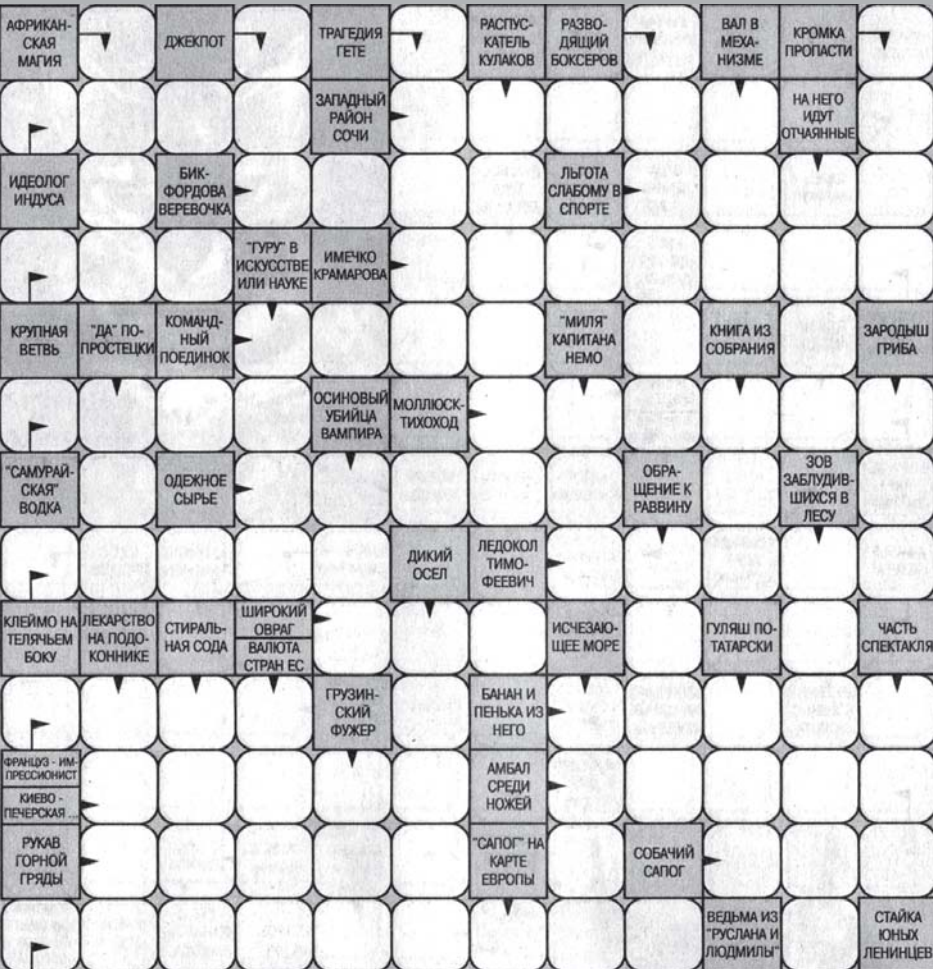 АФРИКАН-
СКАЯ
МАГИЯ
ДЖЕКПОТ
ТРАГЕДИЯ
ГЕТЕ
РАСПУС-
КАТЕЛЬ
КУЛАКОВ
РАЗВО-
ДЯЩИЙ
БОКСЕРОВ
ВАЛ В
МЕХА-
НИЗМЕ
КРОМКА
ПРОПАСТИ
ЗАПАДНЫЙ
РАЙОН
СОЧИ
НА НЕГО
ИДУТ
ОТЧАЯННЫЕ
ИДЕОЛОГ
ИНДУСА
БИК-
ФОРДОВА
ВЕРЕВОЧКА
ЛЬГОТА
СЛАБОМУ В
СПОРТЕ
"ГУРУ" В
ИСКУССТВЕ
ИЛИ НАУКЕ
ИМЕЧКО
КРАМАРОВА
КРУПНАЯ
ВЕТВЬ
"ДА" ПО-
ПРОСТЕЦКИ
КОМАНД-
НЫЙ
ПОЕДИНОК
"МИЛЯ"
КАПИТАНА
НЕМО
КНИГА ИЗ
СОБРАНИЯ
ЗАРОДЫШ
ГРИБА
ОСИНОВЫЙ
УБИЙЦА
ВАМПИРА
МОЛЛЮСК-
ТИХОХОД
"САМУРАЙ-
СКАЯ"
ВОДКА
ОДЕЖНОЕ
СЫРЬЕ
ОБРА-
ЩЕНИЕ К
РАВВИНУ
ЗОВ
ЗАБЛУДИВ-
ШИХСЯ В
ЛЕСУ
ДИКИЙ
ОСЕЛ
ЛЕДОКОЛ
ТИМО-
ФЕЕВИЧ
КЛЕЙМО НА
ТЕЛЯЧЬЕМ
БОКУ
ЛЕКАРСТВО
НА ПОДО-
КОННИКЕ
СТИРАЛЬ-
НАЯ СОДА
ШИРОКИЙ
ОВРАГ
ВАЛЮТА
СТРАН ЕС
ИСЧЕЗАЮ-
ЩЕЕ МОРЕ
ГУЛЯШ ПО-
ТАТАРСКИ
ЧАСТЬ
СПЕКТАКЛЯ
ГРУЗИН-
СКИЙ
ФУЖЕР
БАНАН И
ПЕНЬКА ИЗ
НЕГО
ФРАНЦУЗ - ИМ-
ПРЕССИОНИСТ
КИЕВО -
ПЕЧЕРСКАЯ ...
АМБАЛ
СРЕДИ
НОЖЕЙ
РУКАВ
ГОРНОЙ
ГРЯДЫ
"САПОГ" НА
КАРТЕ
ЕВРОПЫ
СОБАЧИЙ
САПОГ
ВЕДЬМА ИЗ
"РУСЛАНА И
ЛЮДМИЛЫ"
СТАЙКА
ЮНЫХ
ЛЕНИНЦЕВ